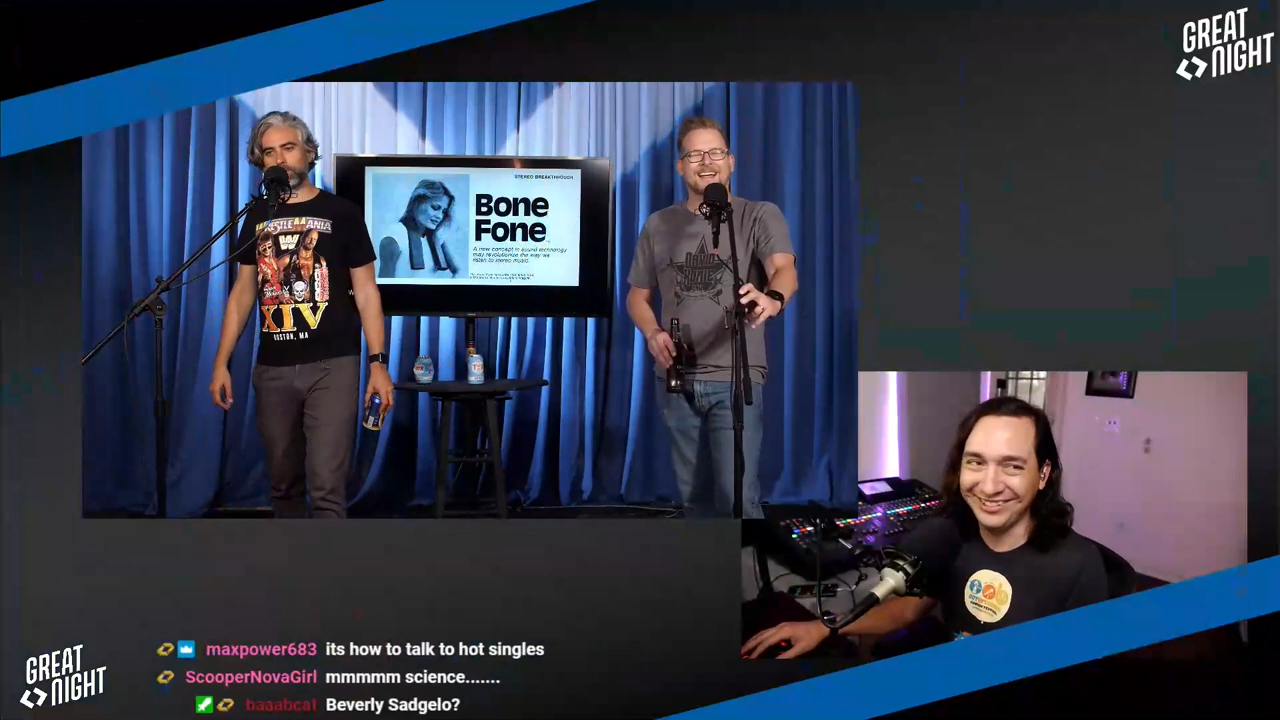 GREAT
NIGHT
STEREO BREAKTHROUGH
Bone
Fone
A new concept in sound technology
may revolutionize the way we
listen to stereo music.
WRESTLEMANIA
XIV
BOSTON, MA
DAVID
BOWIE
GREAT
NIGHT
maxpower683 its how to talk to hot singles
ScooperNovaGirl mmmmm science.......
baaabcat Beverly Sadgelo?